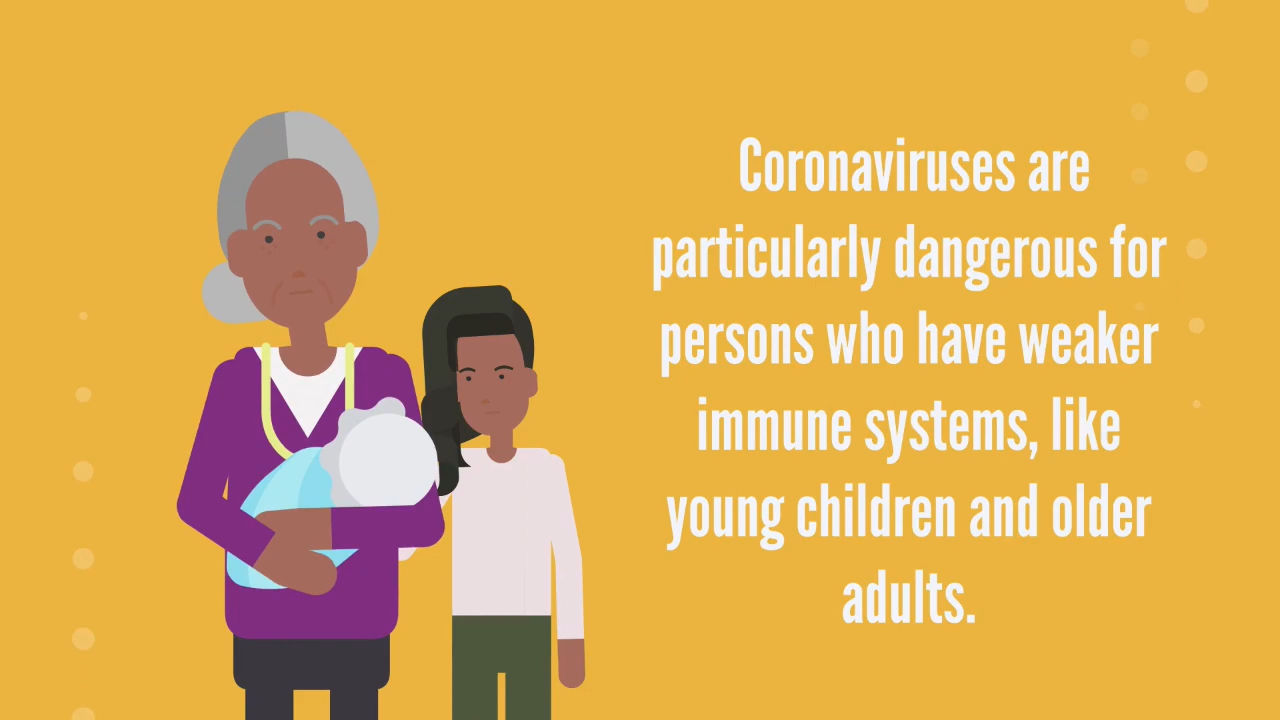 Coronaviruses are
particularly dangerous for
persons who have weaker
immune systems, like
young children and older
adults.